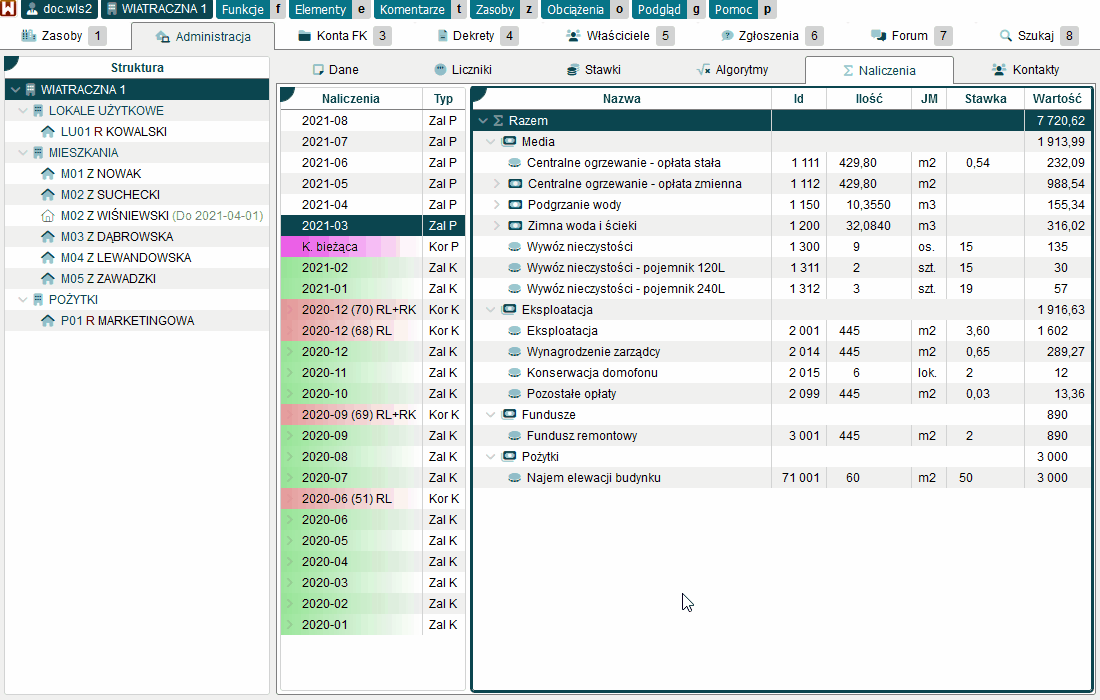 doc.wls2 WIATRACZNA 1 Funkcje f Elementy e Komentarze t Zasoby z Obciążenia o Podgląd g Pomoc p
Zasoby 1 Administracja Konta FK 3 Dekrety 4 Właściciele 5 Zgłoszenia 6 Forum 7 Szukaj 8
Struktura
WIATRACZNA 1
LOKALE UŻYTKOWE
LU01 R KOWALSKI
MIESZKANIA
M01 Z NOWAK
M02 Z SUCHECKI
M02 Z WIŚNIEWSKI (Do 2021-04-01)
M03 Z DĄBROWSKA
M04 Z LEWANDOWSKA
M05 Z ZAWADZKI
POŻYTKI
P01 R MARKETINGOWA
Dane Liczniki Stawki Algorytmy Σ Naliczenia Kontakty
Naliczenia Typ
2021-08 Zal P
2021-07 Zal P
2021-06 Zal P
2021-05 Zal P
2021-04 Zal P
2021-03 Zal P
K. bieżąca Kor P
2021-02 Zal K
2021-01 Zal K
2020-12 (70) RL+RK Kor K
2020-12 (68) RL Kor K
2020-12 Zal K
2020-11 Zal K
2020-10 Zal K
2020-09 (69) RL+RK Kor K
2020-09 Zal K
2020-08 Zal K
2020-07 Zal K
2020-06 (51) RL Kor K
2020-06 Zal K
2020-05 Zal K
2020-04 Zal K
2020-03 Zal K
2020-02 Zal K
2020-01 Zal K
Nazwa Id Ilość JM Stawka Wartość
Σ Razem 7 720,62
Media 1 913,99
Centralne ogrzewanie - opłata stała 1 111 429,80 m2 0,54 232,09
Centralne ogrzewanie - opłata zmienna 1 112 429,80 m2 988,54
Podgrzanie wody 1 150 10,3550 m3 155,34
Zimna woda i ścieki 1 200 32,0840 m3 316,02
Wywóz nieczystości 1 300 9 os. 15 135
Wywóz nieczystości - pojemnik 120L 1 311 2 szt. 15 30
Wywóz nieczystości - pojemnik 240L 1 312 3 szt. 19 57
Eksploatacja 1 916,63
Eksploatacja 2 001 445 m2 3,60 1 602
Wynagrodzenie zarządcy 2 014 445 m2 0,65 289,27
Konserwacja domofonu 2 015 6 lok. 2 12
Pozostałe opłaty 2 099 445 m2 0,03 13,36
Fundusze 890
Fundusz remontowy 3 001 445 m2 2 890
Pożytki 3 000
Najem elewacji budynku 71 001 60 m2 50 3 000